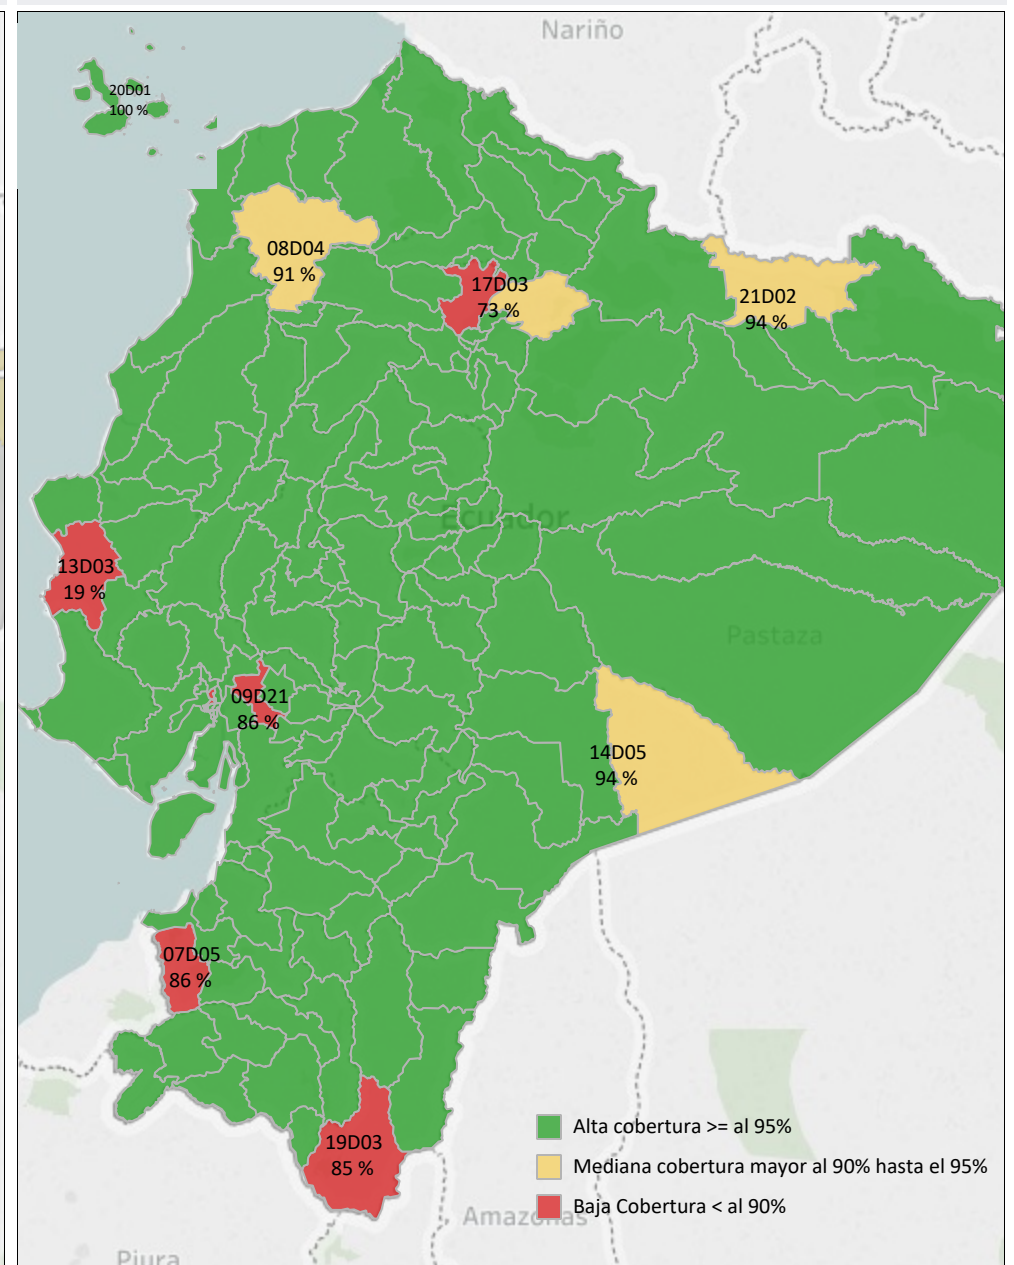 Nariño
20D01
100 %
08D04
91 %
17D03
73 %
21D02
94 %
Ecuador
13D03
19 %
Pastaza
09D21
86 %
14D05
94 %
07D05
86 %
19D03
85 %
Alta cobertura >= al 95%
Mediana cobertura mayor al 90% hasta el 95%
Baja Cobertura < al 90%
Amazonas
Piura